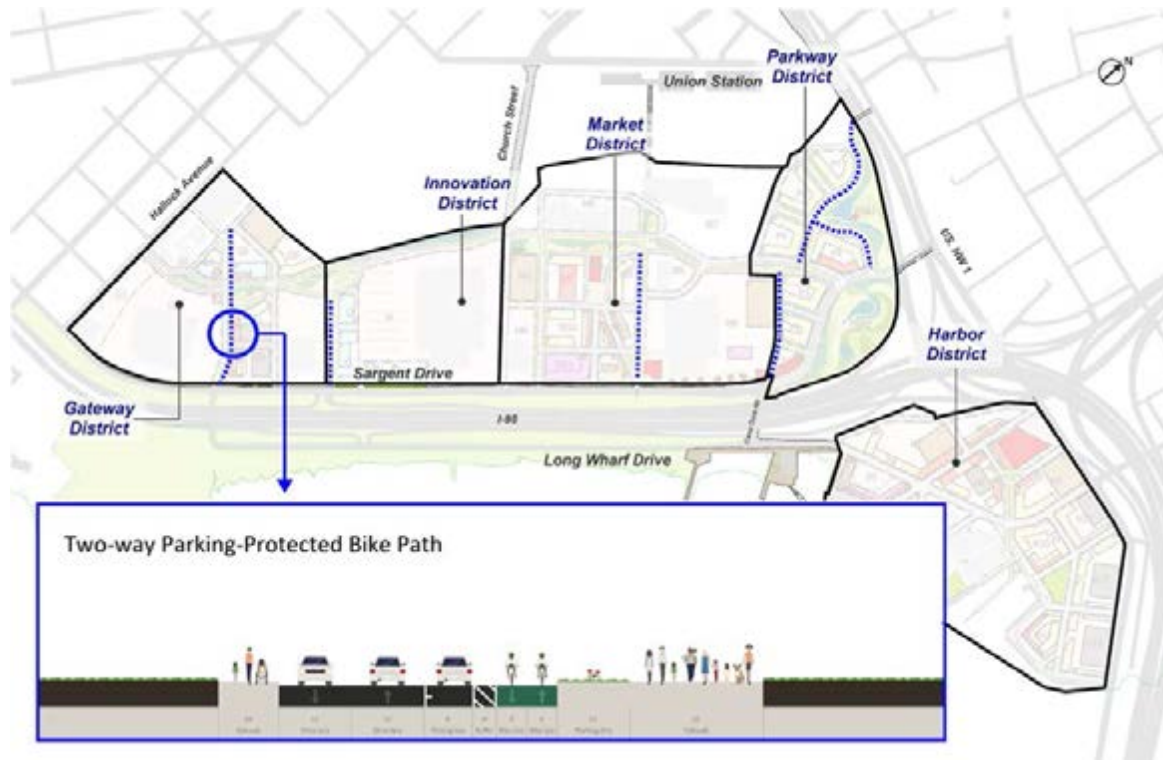 Parkway
District
N
Union Station
Church Street
Market
District
Hallock Avenue
Innovation
District
US. HW 1
Harbor
District
Sargent Drive
Gateway
District
I-95
Long Wharf Drive
Two-way Parking-Protected Bike Path